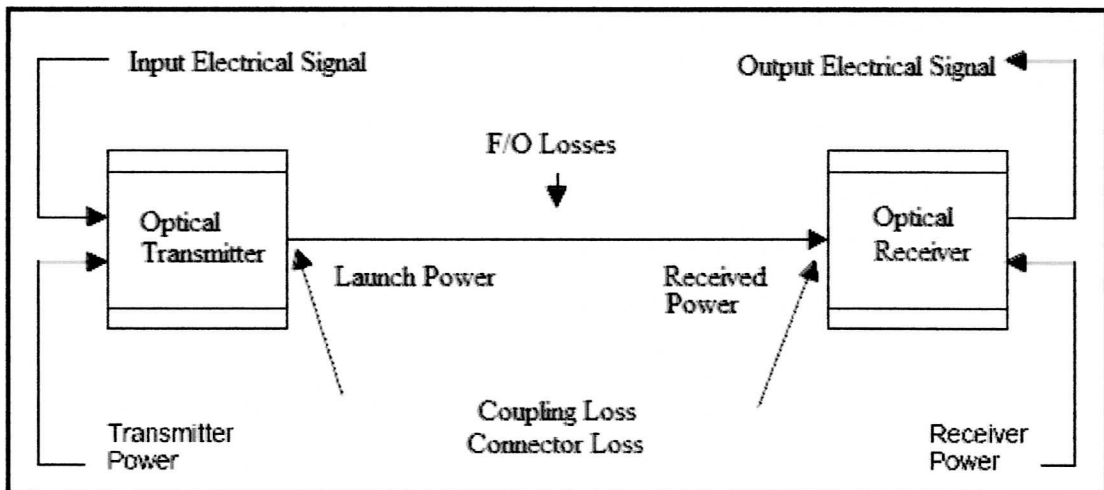 Input Electrical Signal
Output Electrical Signal
F/O Losses
Optical
Transmitter
Optical
Receiver
Launch Power
Received
Power
Coupling Loss
Connector Loss
Transmitter
Power
Receiver
Power